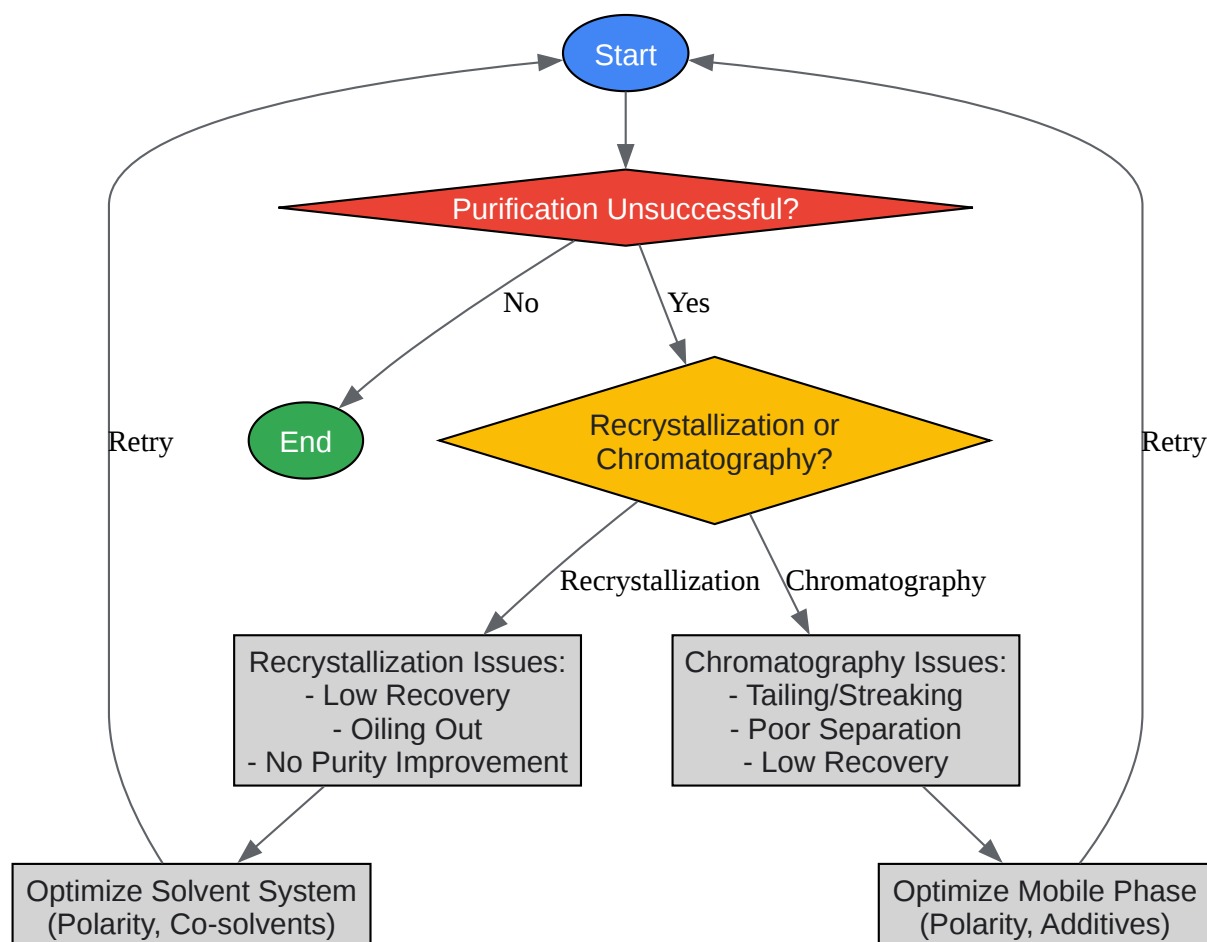 Start
Purification Unsuccessful?
No
Yes
End
Recrystallization or
Chromatography?
Retry
Retry
Recrystallization
Chromatography
Recrystallization Issues:
- Low Recovery
- Oiling Out
- No Purity Improvement
Chromatography Issues:
- Tailing/Streaking
- Poor Separation
- Low Recovery
Optimize Solvent System
(Polarity, Co-solvents)
Optimize Mobile Phase
(Polarity, Additives)